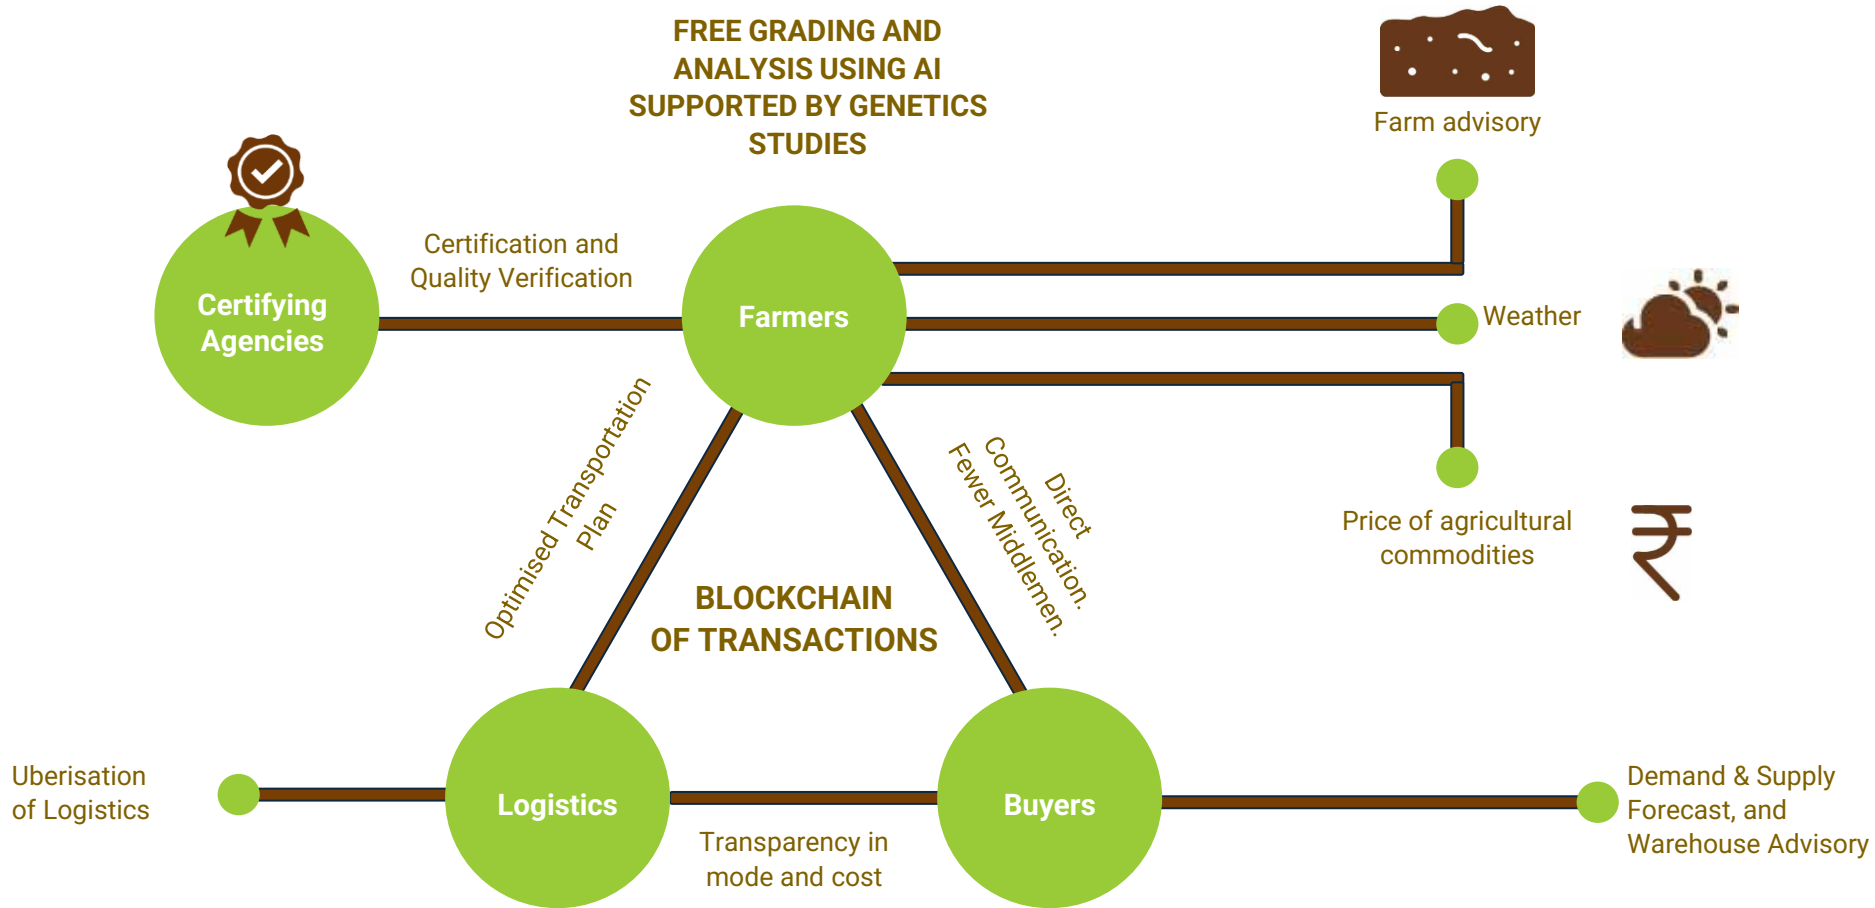 FREE GRADING AND
ANALYSIS USING AI
SUPPORTED BY GENETICS
STUDIES
Farm advisory
Certification and
Quality Verification
Certifying
Agencies
Farmers
Weather
Optimised Transportation
Plan
Direct
Communication.
Fewer Middlemen.
Price of agricultural
commodities
₹
BLOCKCHAIN
OF TRANSACTIONS
Uberisation
of Logistics
Logistics
Transparency in
mode and cost
Buyers
Demand & Supply
Forecast, and
Warehouse Advisory